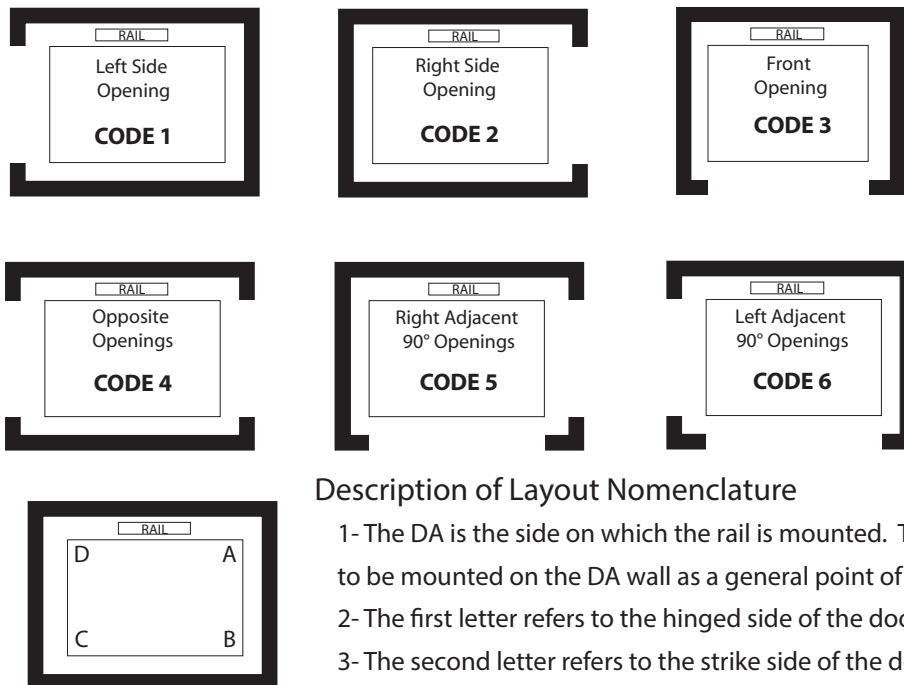 RAIL
Left Side
Opening
CODE 1
RAIL
Right Side
Opening
CODE 2
RAIL
Front
Opening
CODE 3
RAIL
Opposite
Openings
CODE 4
RAIL
Right Adjacent
90° Openings
CODE 5
RAIL
Left Adjacent
90° Openings
CODE 6
RAIL
D A
C B
Description of Layout Nomenclature
1- The DA is the side on which the rail is mounted.
to be mounted on the DA wall as a general point of
2- The first letter refers to the hinged side of the
3- The second letter refers to the strike side of the